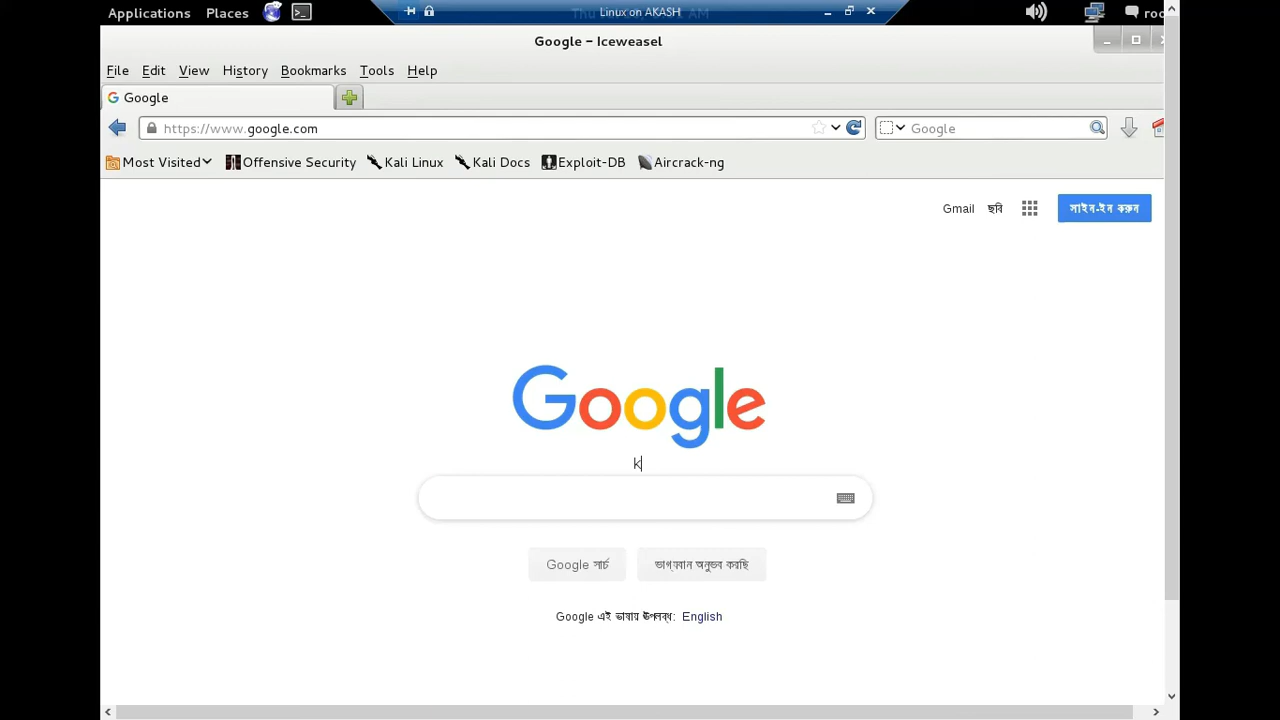 Applications Places Linux on AKASH roo
Google – Iceweasel
File Edit View History Bookmarks Tools Help
Google
https://www.google.com Google
Most Visited Offensive Security Kali Linux Kali Docs Exploit-DB Aircrack-ng
Gmail ছবি সাইন-ইন করুন
Google
k
Google সার্চ ভাগ্যবান অনুভব করছি
Google এই ভাষায় উপলব্ধ: English